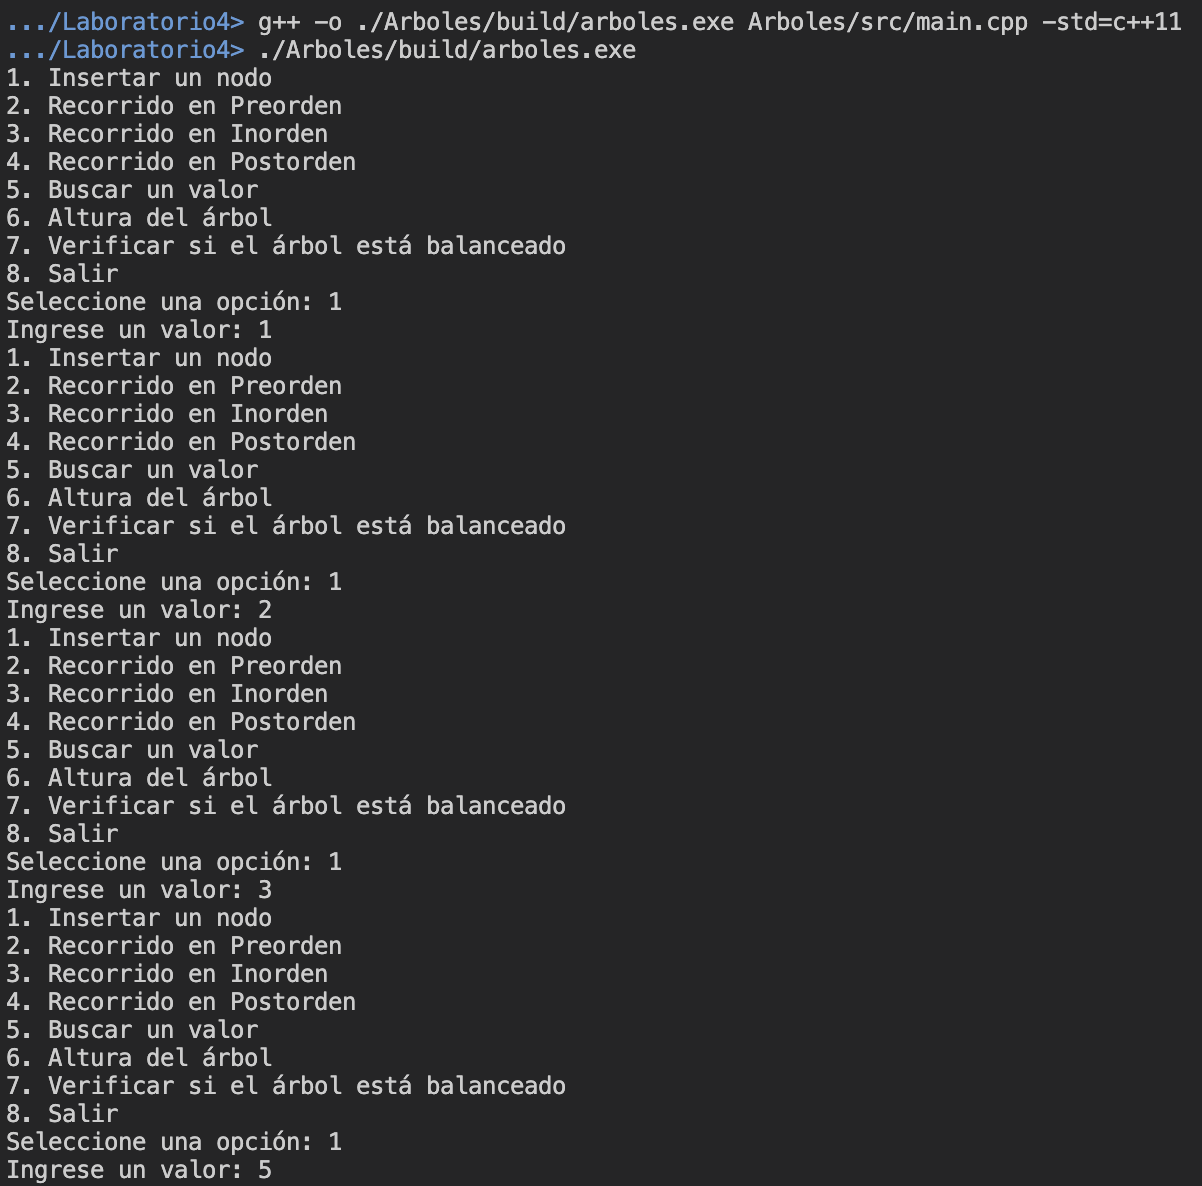 .../Laboratorio4> g++ -o ./Arboles/build/arboles.exe Arboles/src/main.cpp -std=c++11
.../Laboratorio4> ./Arboles/build/arboles.exe
1. Insertar un nodo
2. Recorrido en Preorden
3. Recorrido en Inorden
4. Recorrido en Postorden
5. Buscar un valor
6. Altura del árbol
7. Verificar si el árbol está balanceado
8. Salir
Seleccione una opción: 1
Ingrese un valor: 1
1. Insertar un nodo
2. Recorrido en Preorden
3. Recorrido en Inorden
4. Recorrido en Postorden
5. Buscar un valor
6. Altura del árbol
7. Verificar si el árbol está balanceado
8. Salir
Seleccione una opción: 1
Ingrese un valor: 2
1. Insertar un nodo
2. Recorrido en Preorden
3. Recorrido en Inorden
4. Recorrido en Postorden
5. Buscar un valor
6. Altura del árbol
7. Verificar si el árbol está balanceado
8. Salir
Seleccione una opción: 1
Ingrese un valor: 3
1. Insertar un nodo
2. Recorrido en Preorden
3. Recorrido en Inorden
4. Recorrido en Postorden
5. Buscar un valor
6. Altura del árbol
7. Verificar si el árbol está balanceado
8. Salir
Seleccione una opción: 1
Ingrese un valor: 5